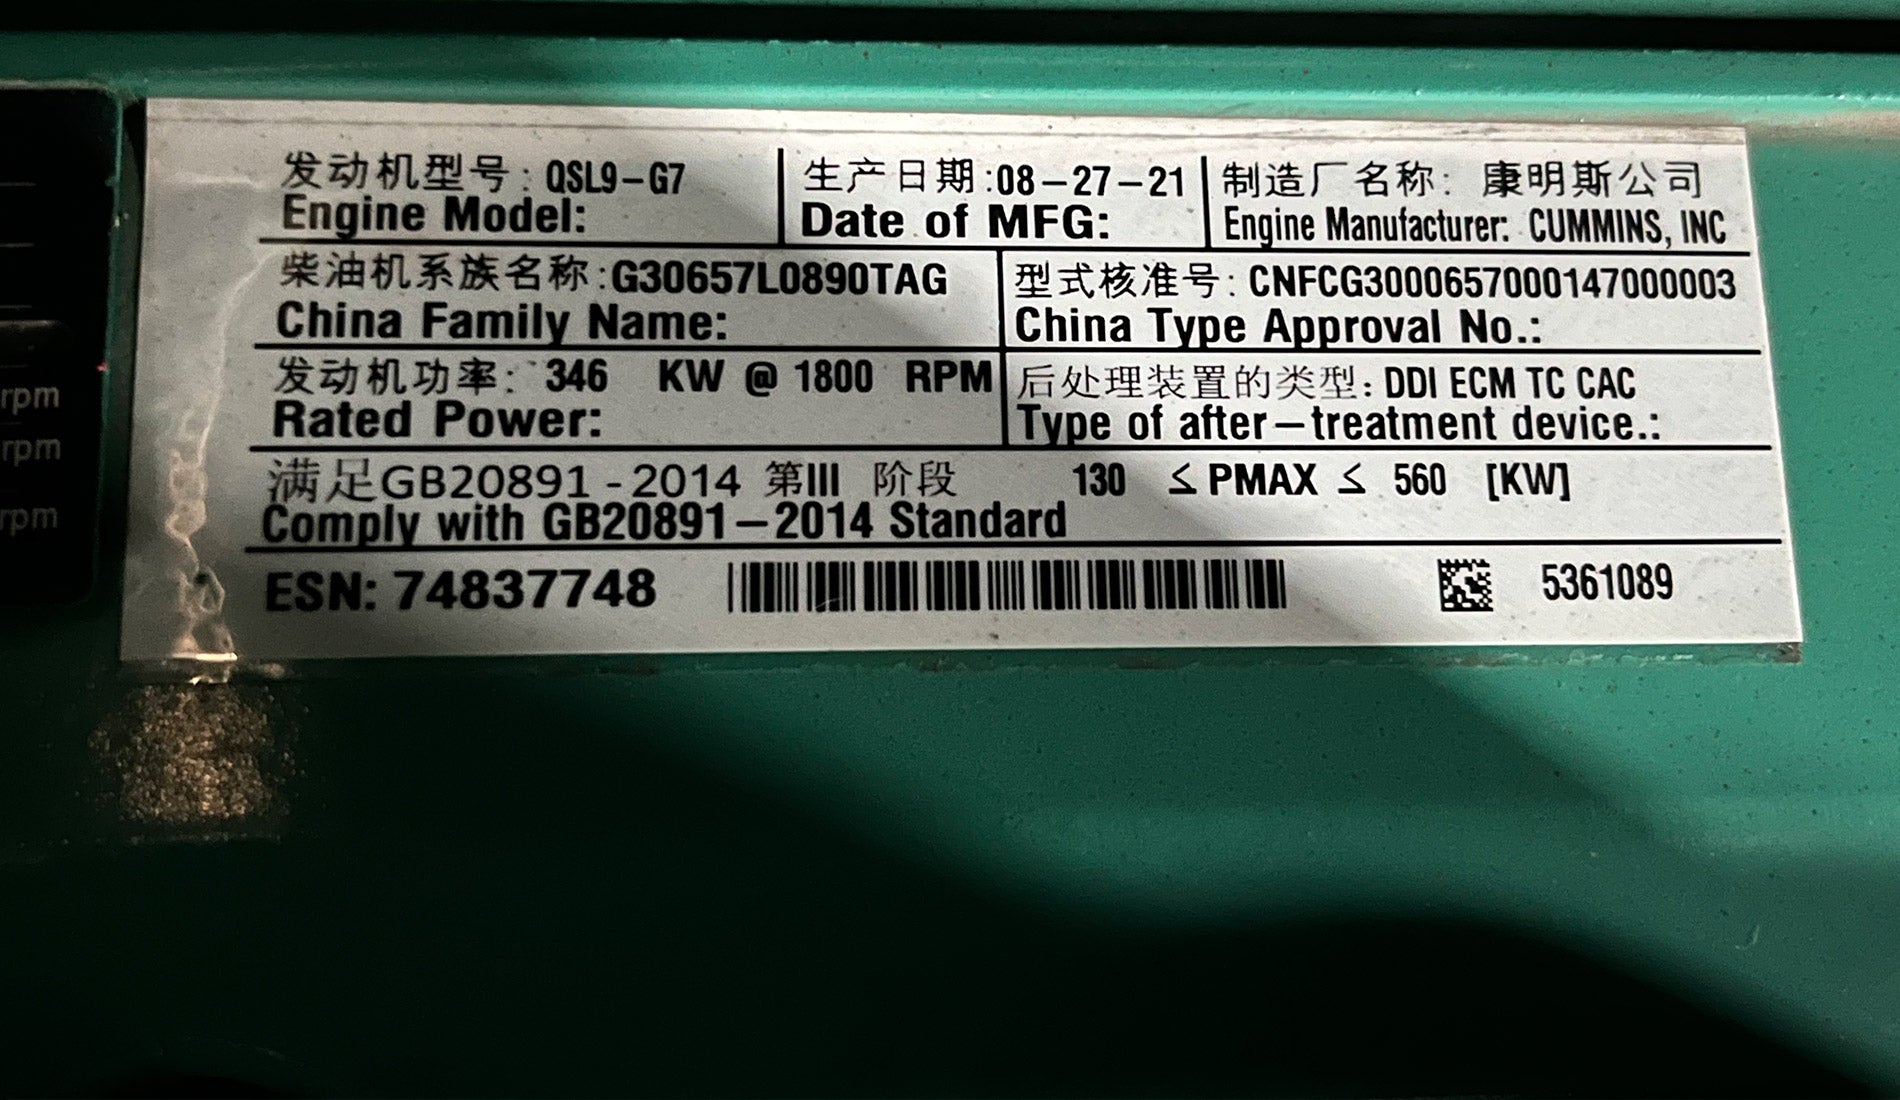 发动机型号: QSL9-G7
Engine Model:
生产日期:08-27-21
Date of MFG:
制造厂名称: 康明斯公司
Engine Manufacturer: CUMMINS, INC
柴油机系族名称:G30657L0890TAG
China Family Name:
型式核准号: CNFCG3000657000147000003
China Type Approval No.:
发动机功率: 346 KW @ 1800 RPM
Rated Power:
后处理装置的类型: DDI ECM TC CAC
Type of after-treatment device.:
满足GB20891-2014 第III 阶段 130 ≤ PMAX ≤ 560 [KW]
Comply with GB20891-2014 Standard
ESN: 74837748
5361089
rpm
rpm
rpm